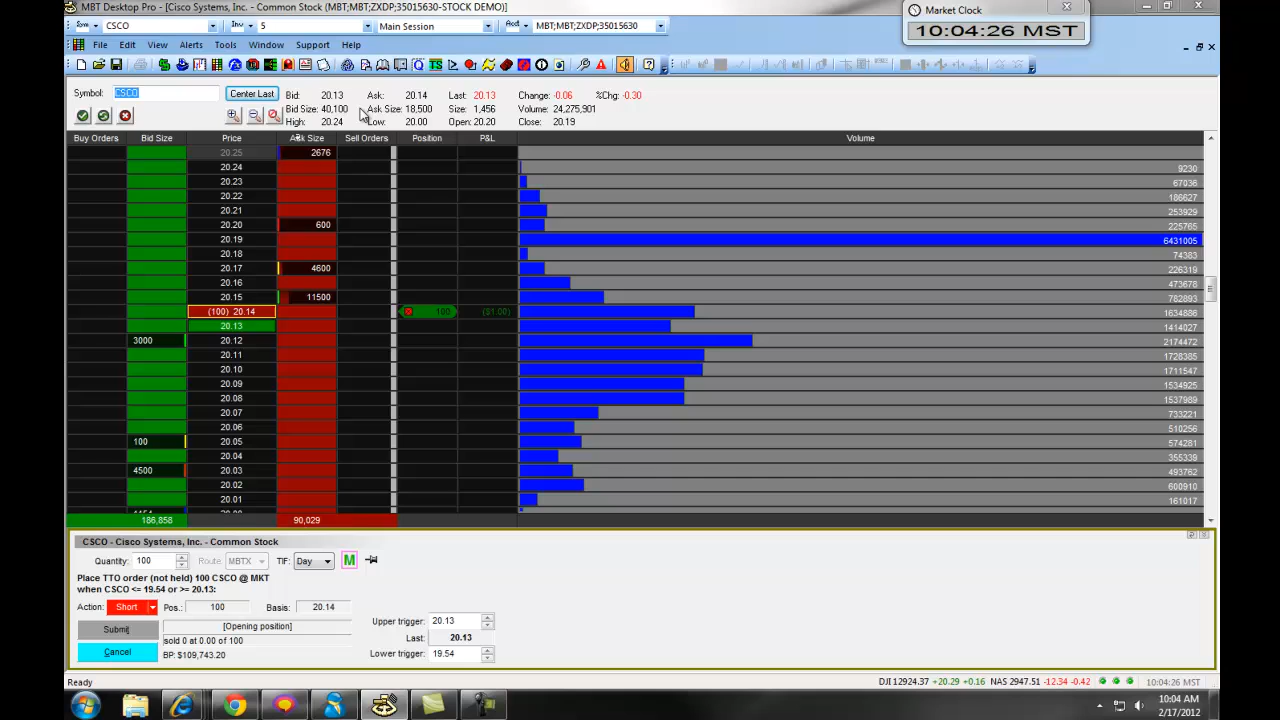 MBT Desktop Pro - [Cisco Systems, Inc. - Common Stock (MBT;MBT;ZXDP;35015630-STOCK DEMO)]
Market Clock
10:04:26 MST
Sym CSCO Inv 5 Main Session Acct MBT;MBT;ZXDP;35015630
File Edit View Alerts Tools Window Support Help
Symbol: CSCO Center Last
Bid: 20.13 Ask: 20.14 Last: 20.13 Change: -0.06 %Chg: -0.30
Bid Size: 40,100 Ask Size: 18,500 Size: 1,456 Volume: 24,275,901
High: 20.24 Low: 20.00 Open: 20.20 Close: 20.19
Buy Orders Bid Size Price Ask Size Sell Orders Position P&L Volume
20.25 2676
20.24 9230
20.23 67036
20.22 186627
20.21 253929
20.20 600 225765
20.19 6431005
20.18 74383
20.17 4600 226319
20.16 473678
20.15 11500 782893
(100) 20.14 100 ($1.00) 1634886
20.13 1414027
3000 20.12 2174472
20.11 1728385
20.10 1711547
20.09 1534925
20.08 1537989
20.07 733221
20.06 510256
100 20.05 574281
20.04 355339
4500 20.03 493762
20.02 600910
20.01 161017
186,858 90,029
CSCO - Cisco Systems, Inc. - Common Stock
Quantity: 100 Route: MBTX TIF: Day M
Place TTO order (not held) 100 CSCO @ MKT
when CSCO <= 19.54 or >= 20.13:
Action: Short Pos.: 100 Basis: 20.14
Upper trigger: 20.13
Submit [Opening position]
Last: 20.13
sold 0 at 0.00 of 100
Cancel BP: $109,743.20
Lower trigger: 19.54
Ready DJI 12924.37 +20.29 +0.16 NAS 2947.51 -12.34 -0.42 10:04:26 MST
10:04 AM
2/17/2012